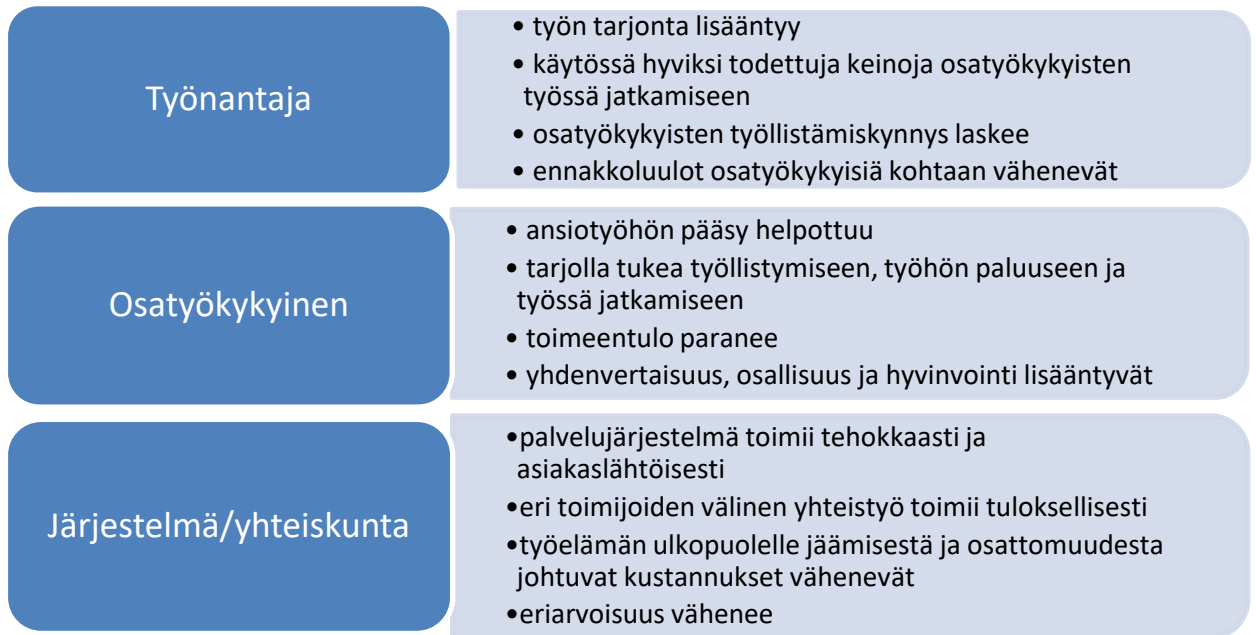 Työnantaja
• työn tarjonta lisääntyy
• käytössä hyviksi todettuja keinoja osatyökykyisten
työssä jatkamiseen
• osatyökykyisten työllistämiskynnys laskee
• ennakkoluulot osatyökykyisiä kohtaan vähenevät
Osatyökykyinen
• ansiotyöhön pääsy helpottuu
• tarjolla tukea työllistymiseen, työhön paluuseen ja
työssä jatkamiseen
• toimeentulo paranee
• yhdenvertaisuus, osallisuus ja hyvinvointi lisääntyvät
Järjestelmä/yhteiskunta
•palvelujärjestelmä toimii tehokkaasti ja
asiakaslähtöisesti
•eri toimijoiden välinen yhteistyö toimii tuloksellisesti
•työelämän ulkopuolelle jäämisestä ja osattomuudesta
johtuvat kustannukset vähenevät
•eriarvoisuus vähenee